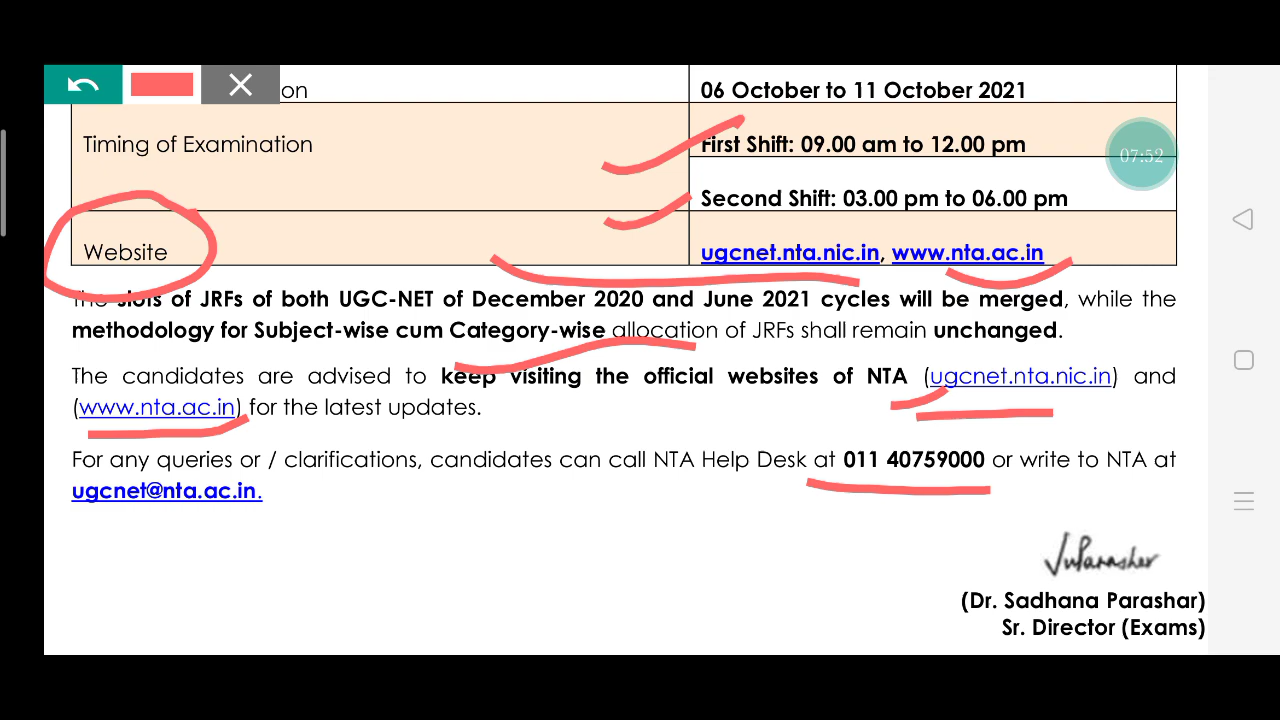 on
06 October to 11 October 2021
Timing of Examination
First Shift: 09.00 am to 12.00 pm
07:52
Second Shift: 03.00 pm to 06.00 pm
Website
ugcnet.nta.nic.in, www.nta.ac.in
The slots of JRFs of both UGC-NET of December 2020 and June 2021 cycles will be merged, while the
methodology for Subject-wise cum Category-wise allocation of JRFs shall remain unchanged.
The candidates are advised to keep visiting the official websites of NTA (ugcnet.nta.nic.in) and
(www.nta.ac.in) for the latest updates.
For any queries or / clarifications, candidates can call NTA Help Desk at 011 40759000 or write to NTA at
ugcnet@nta.ac.in.
(Dr. Sadhana Parashar)
Sr. Director (Exams)